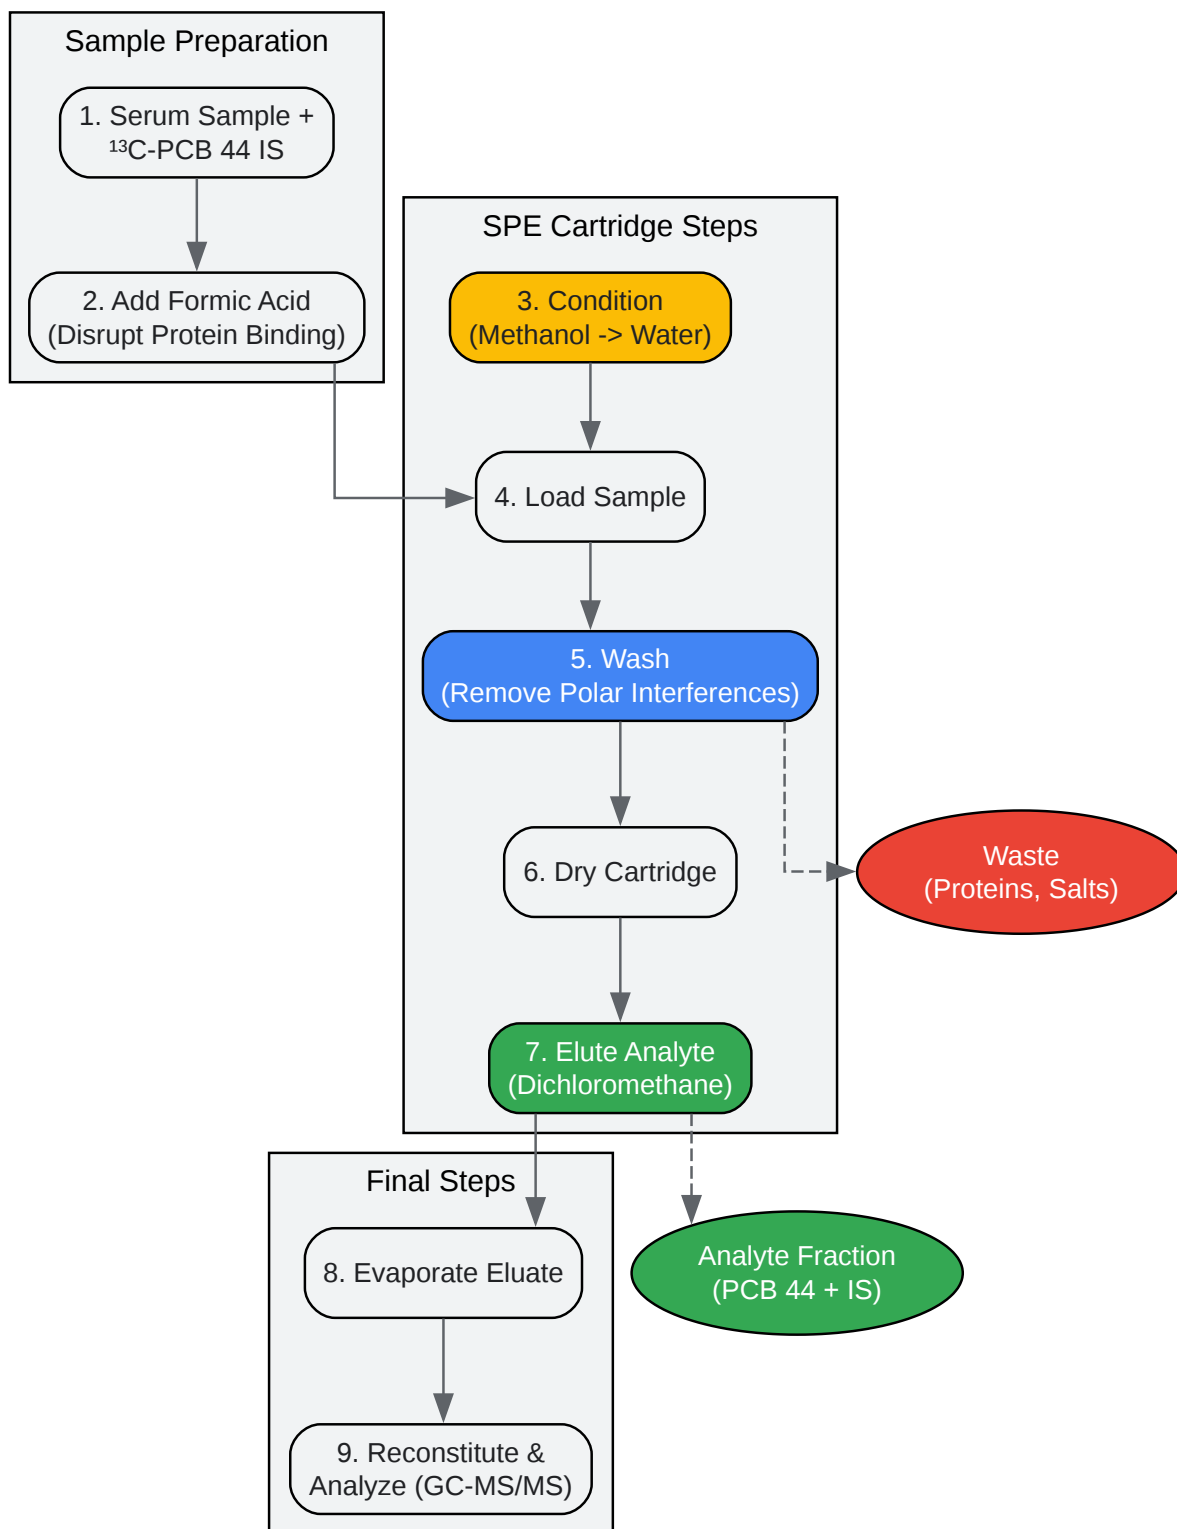 Sample Preparation
1. Serum Sample +
¹³C-PCB 44 IS
2. Add Formic Acid
(Disrupt Protein Binding)
SPE Cartridge Steps
3. Condition
(Methanol -> Water)
4. Load Sample
5. Wash
(Remove Polar Interferences)
6. Dry Cartridge
Waste
(Proteins, Salts)
7. Elute Analyte
(Dichloromethane)
Final Steps
8. Evaporate Eluate
Analyte Fraction
(PCB 44 + IS)
9. Reconstitute &
Analyze (GC-MS/MS)